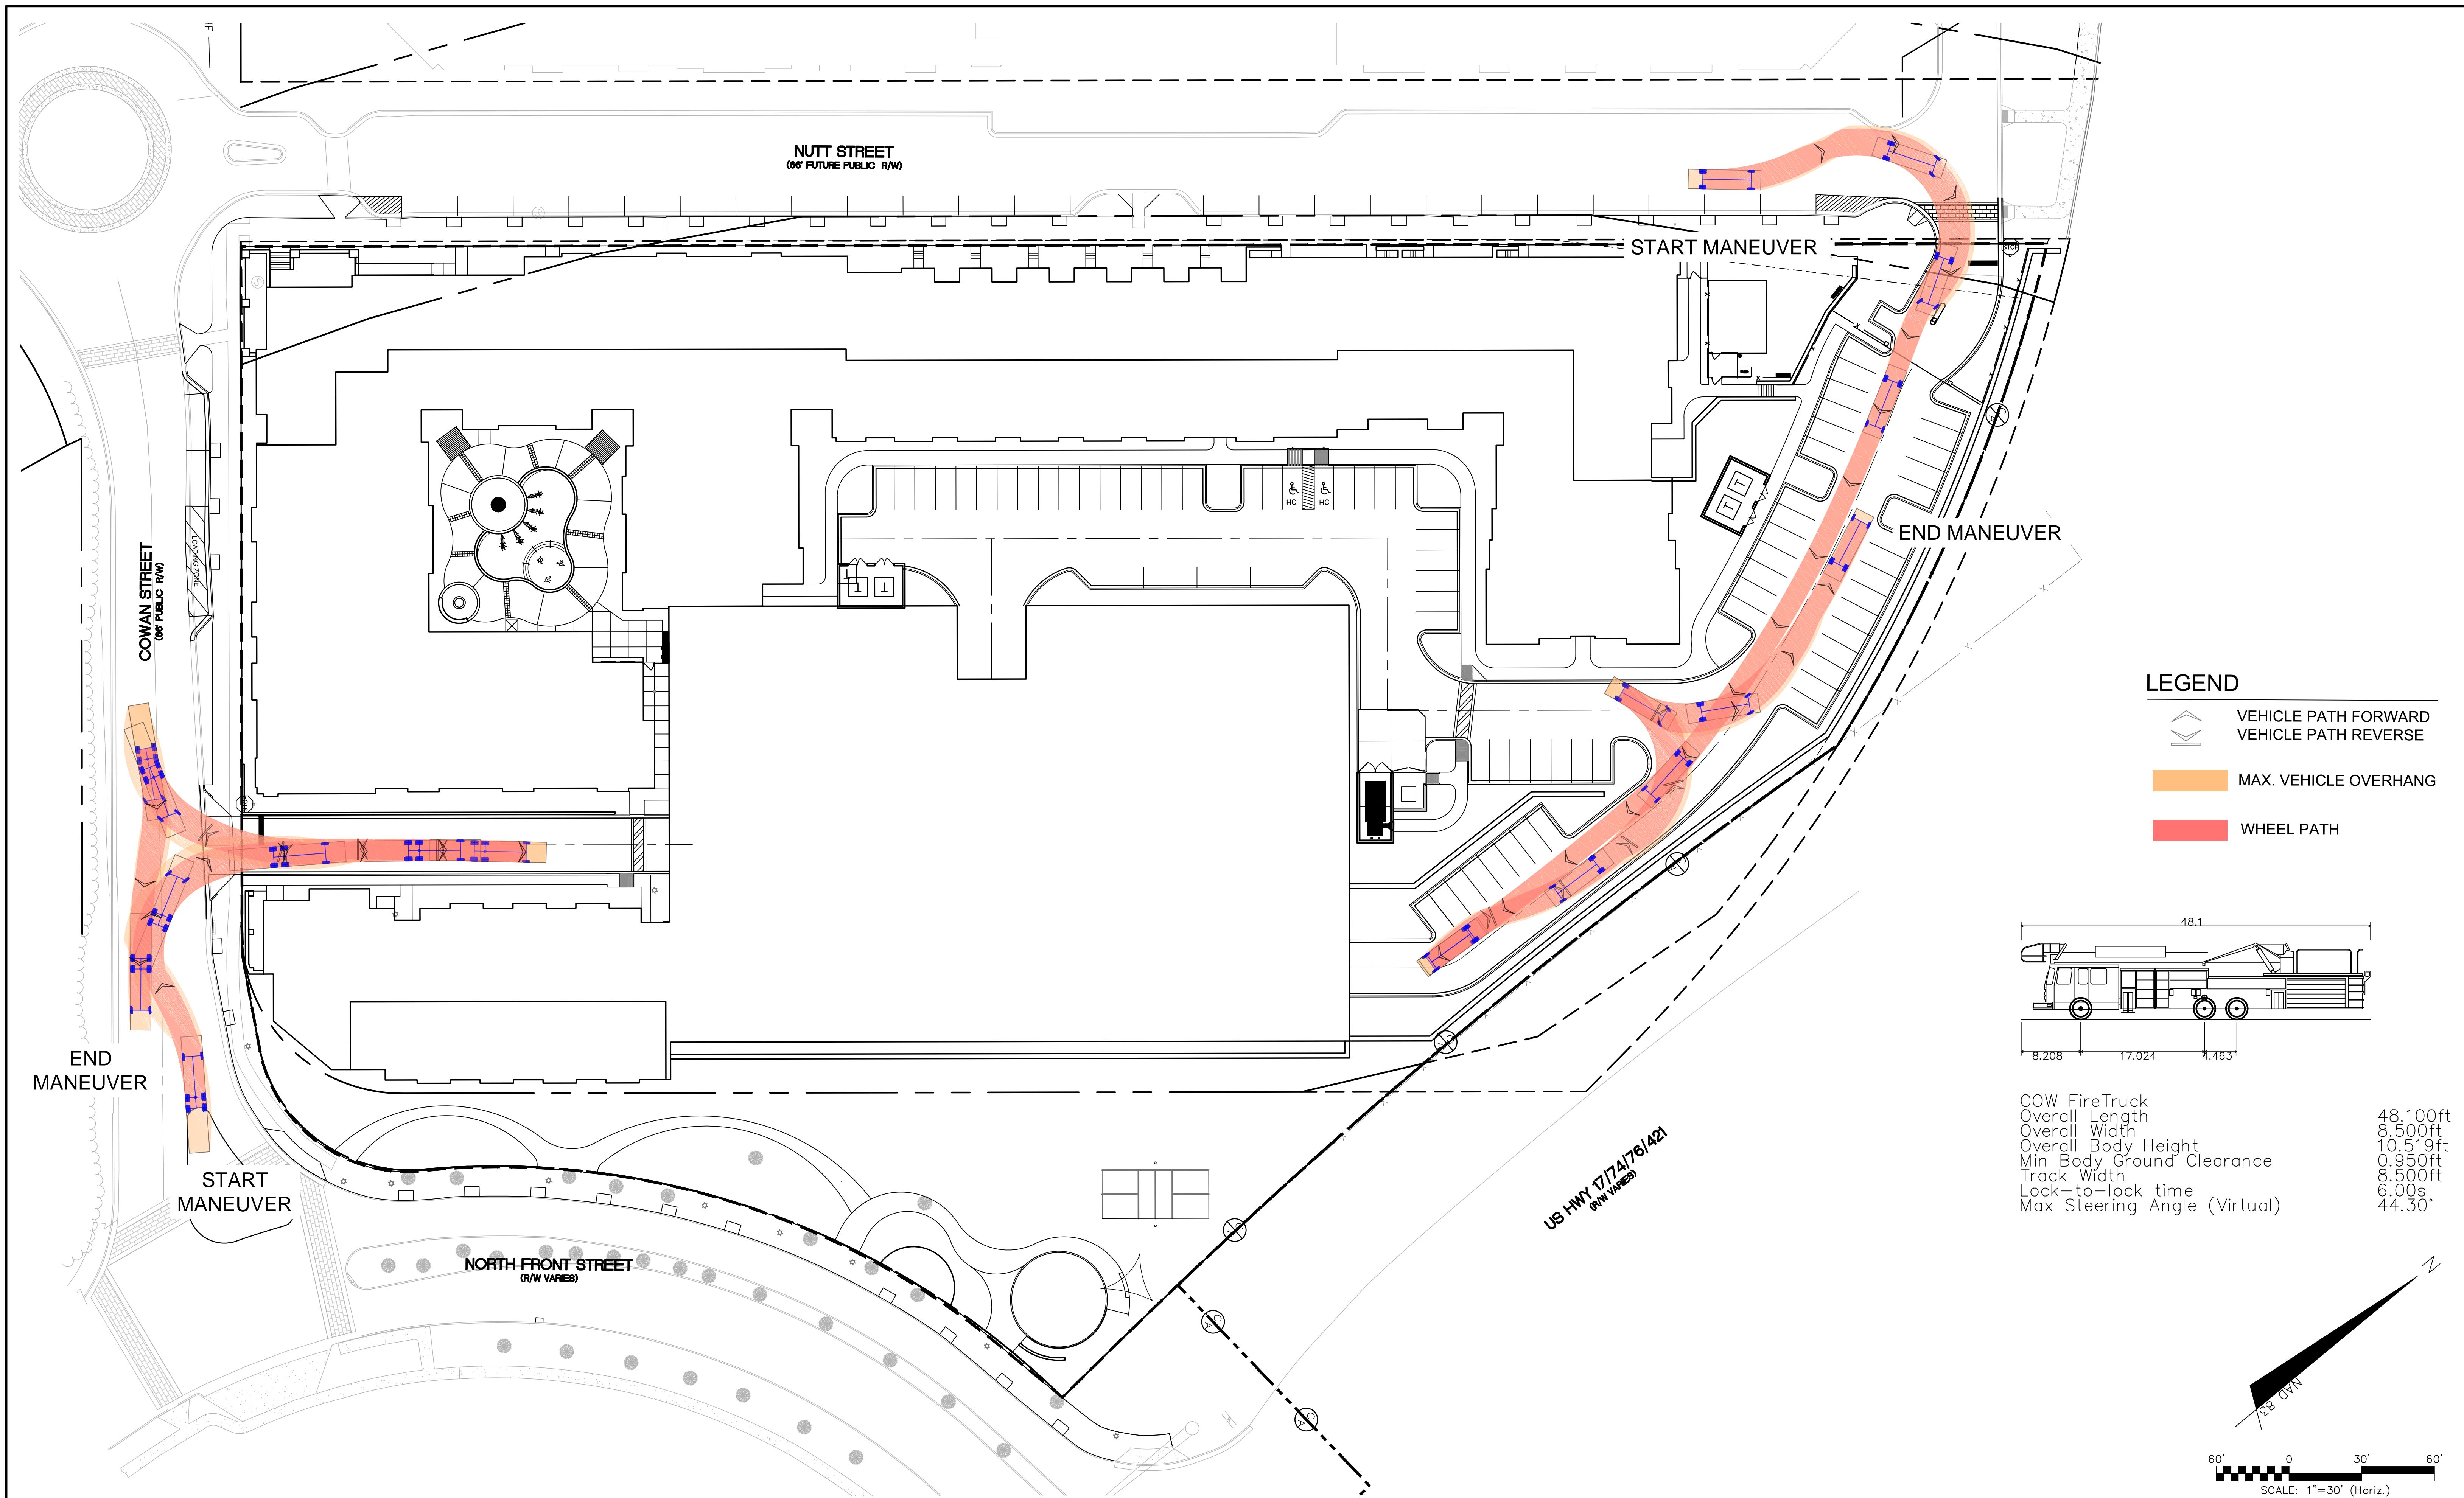 NUTT STREET
(66' FUTURE PUBLIC R/W)
START MANEUVER
STOP
END MANEUVER
COWAN STREET
(66' PUBLIC R/W)
LOADING ZONE
HC
HC
T
T
T
T
STOP
END
MANEUVER
START
MANEUVER
NORTH FRONT STREET
(R/W VARIES)
US HWY 17/74/76/421
(R/W VARIES)
C
A
C
A
LEGEND
VEHICLE PATH FORWARD
VEHICLE PATH REVERSE
MAX. VEHICLE OVERHANG
WHEEL PATH
48.1
8.208
17.024
4.463
COW FireTruck
Overall Length 48.100ft
Overall Width 8.500ft
Overall Body Height 10.519ft
Min Body Ground Clearance 0.950ft
Track Width 8.500ft
Lock-to-lock time 6.00s
Max Steering Angle (Virtual) 44.30°
N
NAD 83
60' 0 30' 60'
SCALE: 1"=30' (Horiz.)